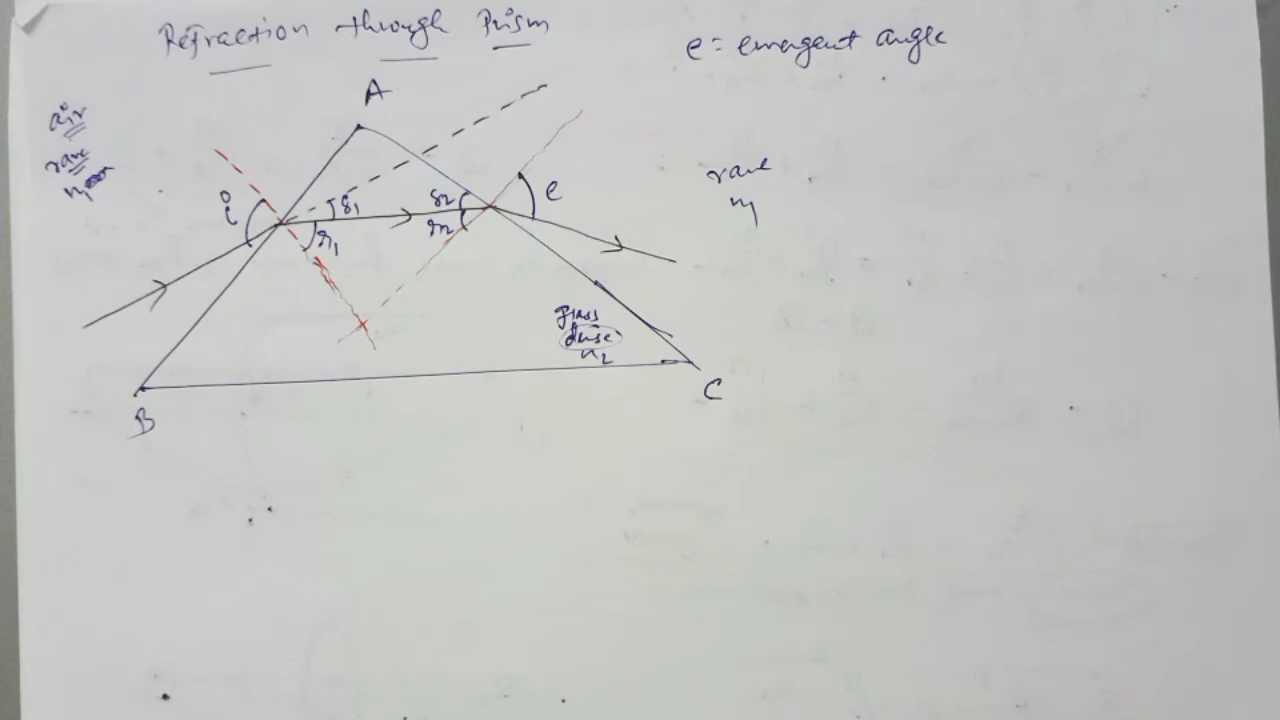 Refraction through Prism
e = emergent angle
A
air
rare
n1
i
δ1
r1
δ2
r2
e
rare
n1
glass
dense
n2
B
C